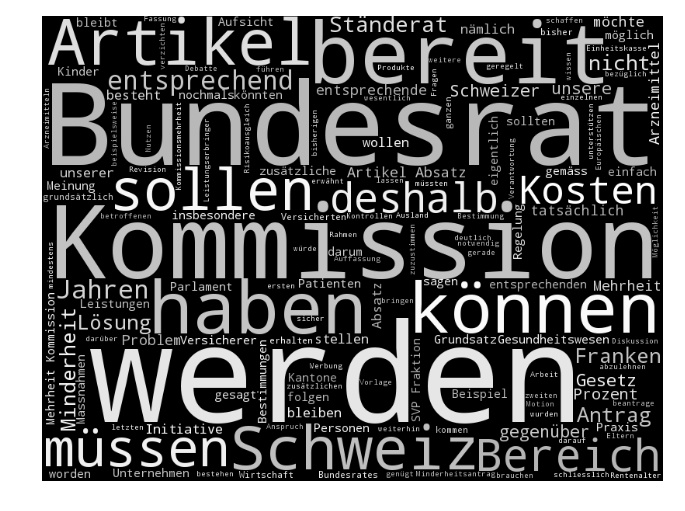 bleibt Fassung Aufsicht Ständerat nämlich schaffen bisher möchte
Artikel bereit
verzichten Debatte weitere Einheitskasse möglich
Kinder führen Produkte geregelt wissen bezüglich nicht
entsprechend Fragen
besteht nochmals könnten entsprechende Schweizer unsere
Arzneimitteln beispielsweise Nutzen Kommissionsmehrheit Leistungserbringer Risikoausgleich wesentlich ganzen einzelnen Arzneimittel
Bundesrat
bisherigen eigentlich sollten unterstützen Europäischen
Revision wollen Verantwortung
unserer zusätzliche Artikel Absatz gemäss einfach
Meinung erwähnt lassen müssten
grundsätzlich sollen deshalb Kosten
betroffenen insbesondere Versicherten Kontrollen Ausland Bestimmung tatsächlich
Kommission
Rahmen deutlich notwendig Regelung Möglichkeit
würde darum Auffassung zuzustimmen gerade
mindestens Jahren Parlament ersten Patienten sagen entsprechenden Mehrheit
Leistungen haben Absatz bringen können
Lösung sicher
darüber Problem Versicherer erhalten stellen Grundsatz Gesundheitswesen Diskussion
Mehrheit Kommission Minderheit Massnahmen werden Franken
abzulehnen
Werbung Arbeit
gesagt Bestimmungen Kantone Vorlage SVP Fraktion Beispiel Gesetz
zusätzlichen zweiten Prozent
folgen Motion beantrage
bleiben wurden Antrag
letzten Initiative Anspruch Personen weiterhin kommen gegenüber Praxis
müssen Schweiz Bereich
darauf Eltern
worden Unternehmen bestehen Wirtschaft Bundesrates genügt Minderheitsantrag brauchen schliesslich Rentenalter